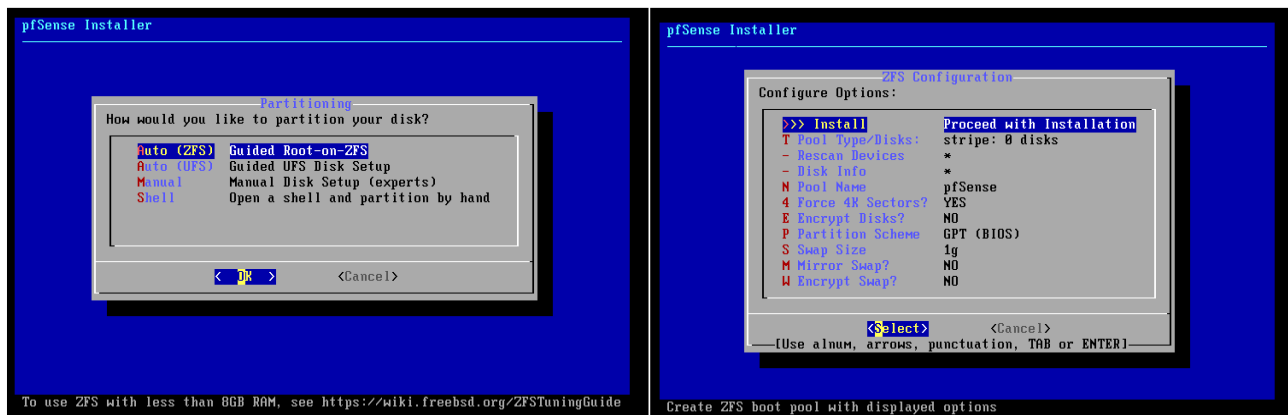 pfSense Installer
Partitioning
How would you like to partition your disk?
Auto (ZFS) Guided Root-on-ZFS
Auto (UFS) Guided UFS Disk Setup
Manual Manual Disk Setup (experts)
Shell Open a shell and partition by hand
< OK > <Cancel>
To use ZFS with less than 8GB RAM, see https://wiki.freebsd.org/ZFSTuningGuide
pfSense Installer
ZFS Configuration
Configure Options:
>>> Install Proceed with Installation
T Pool Type/Disks: stripe: 0 disks
- Rescan Devices *
- Disk Info *
N Pool Name pfSense
4 Force 4K Sectors? YES
E Encrypt Disks? NO
P Partition Scheme GPT (BIOS)
S Swap Size 1g
M Mirror Swap? NO
W Encrypt Swap? NO
<Select> <Cancel>
[Use alnum, arrows, punctuation, TAB or ENTER]
Create ZFS boot pool with displayed options